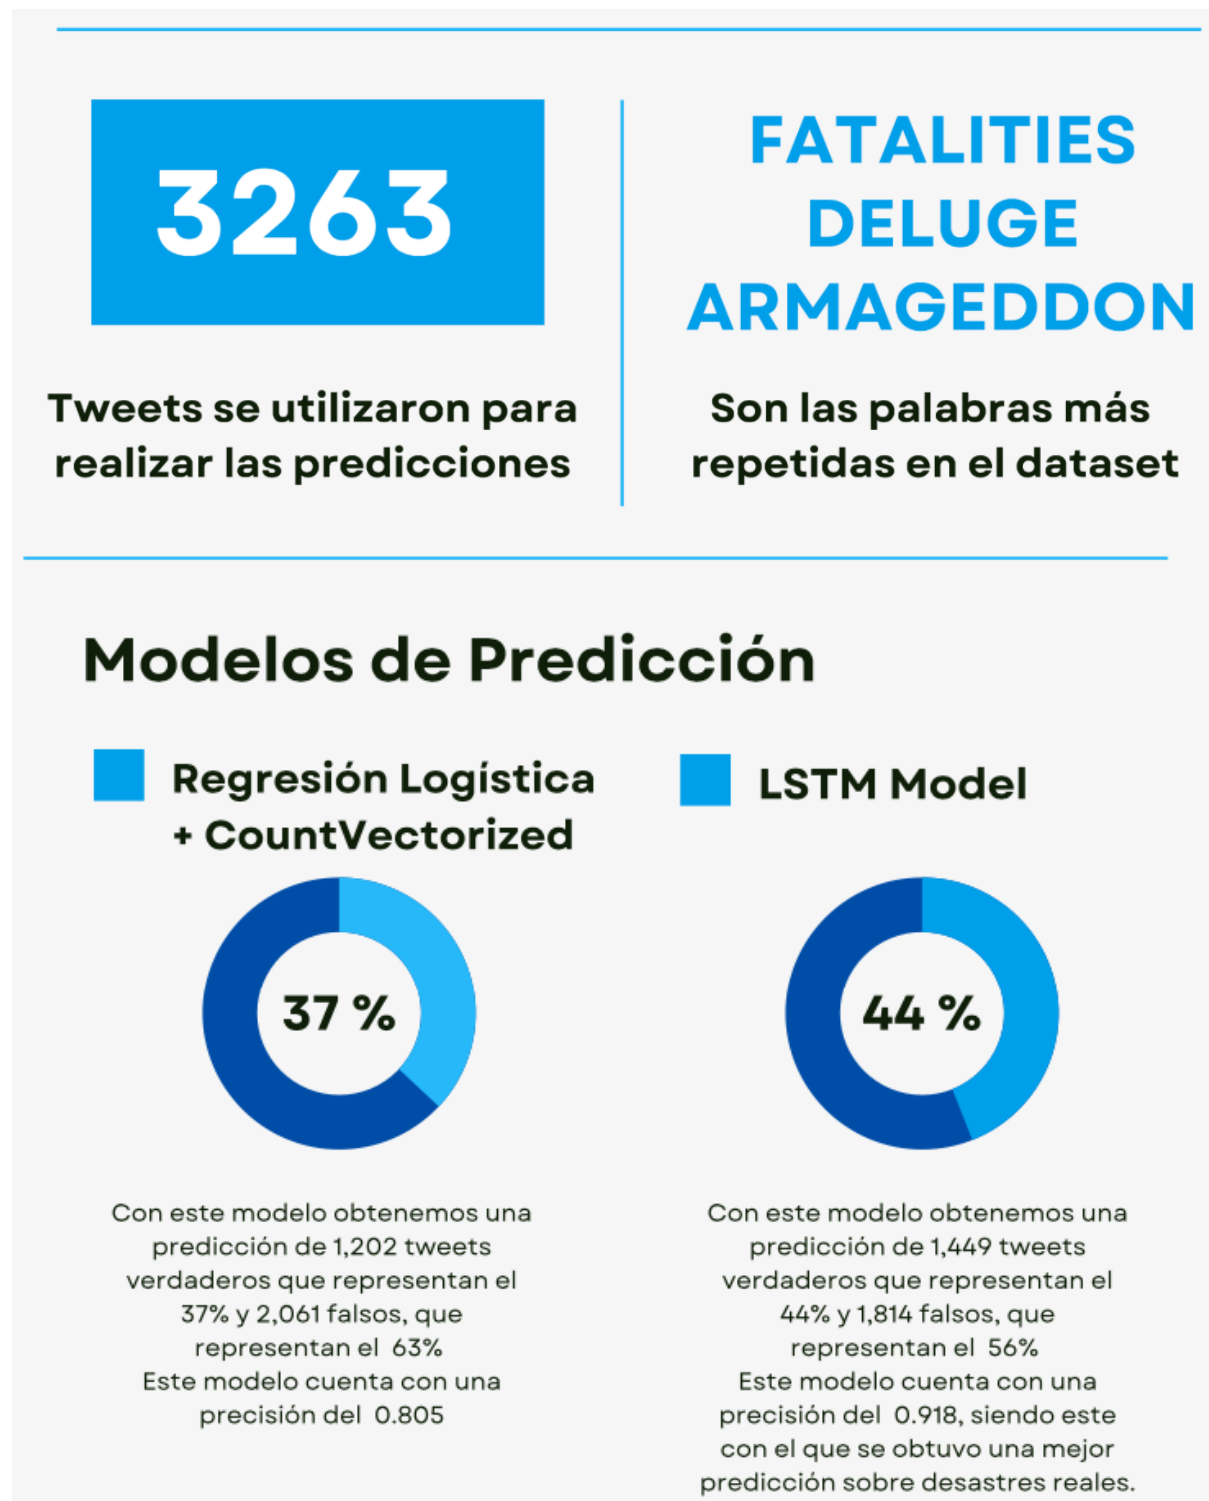 3263
Tweets se utilizaron para
realizar las predicciones
FATALITIES
DELUGE
ARMAGEDDON
Son las palabras más
repetidas en el dataset
Modelos de Predicción
Regresión Logística
+ CountVectorized
37 %
Con este modelo obtenemos una
predicción de 1,202 tweets
verdaderos que representan el
37% y 2,061 falsos, que
representan el 63%
Este modelo cuenta con una
precisión del 0.805
LSTM Model
44 %
Con este modelo obtenemos una
predicción de 1,449 tweets
verdaderos que representan el
44% y 1,814 falsos, que
representan el 56%
Este modelo cuenta con una
precisión del 0.918, siendo este
con el que se obtuvo una mejor
predicción sobre desastres reales.